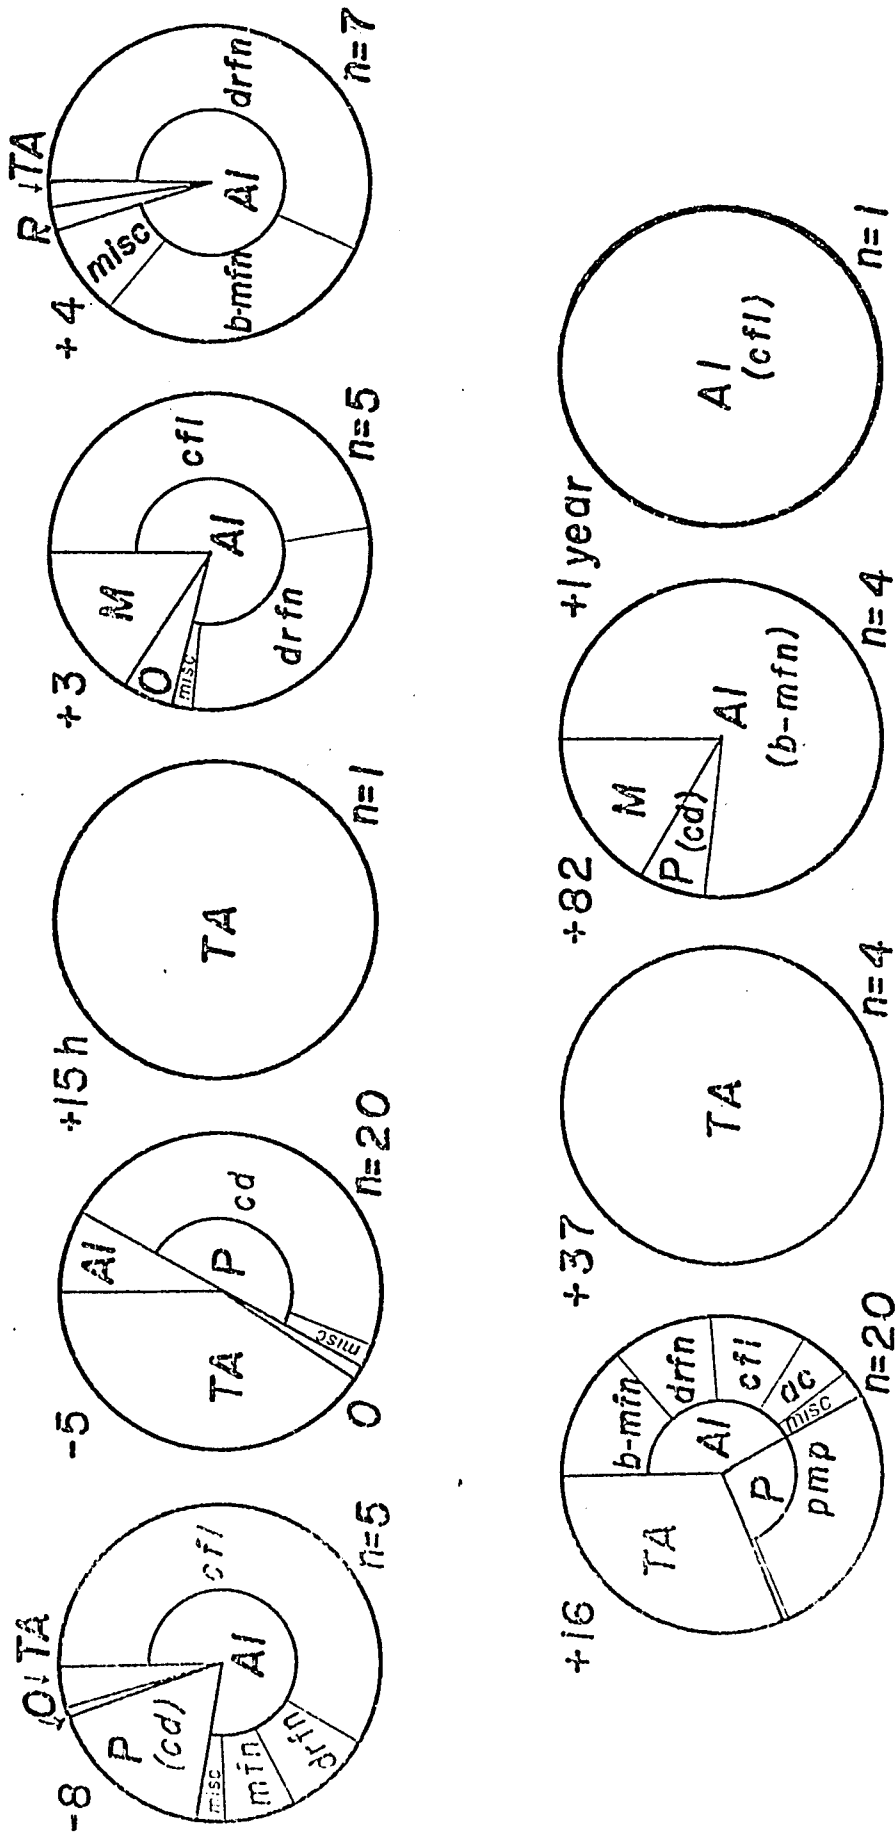 -8
O↓TA
P
(cd)
cfl
Al
misc
mfn
drfn
n=5
-5
Al
TA
P
cd
misc
O
n=20
+15h
TA
n=1
+3
M
O
misc
cfl
Al
drfn
n=5
+4
R ↓TA
misc
drfn
Al
b-mfn
n=7
+16
TA
b-mfn
drfn
cfl
ac
misc
Al
P
pmp
n=20
+37
TA
n=4
+82
M
P(cd)
Al
(b-mfn)
n=4
+1year
Al
(cfl)
n=1